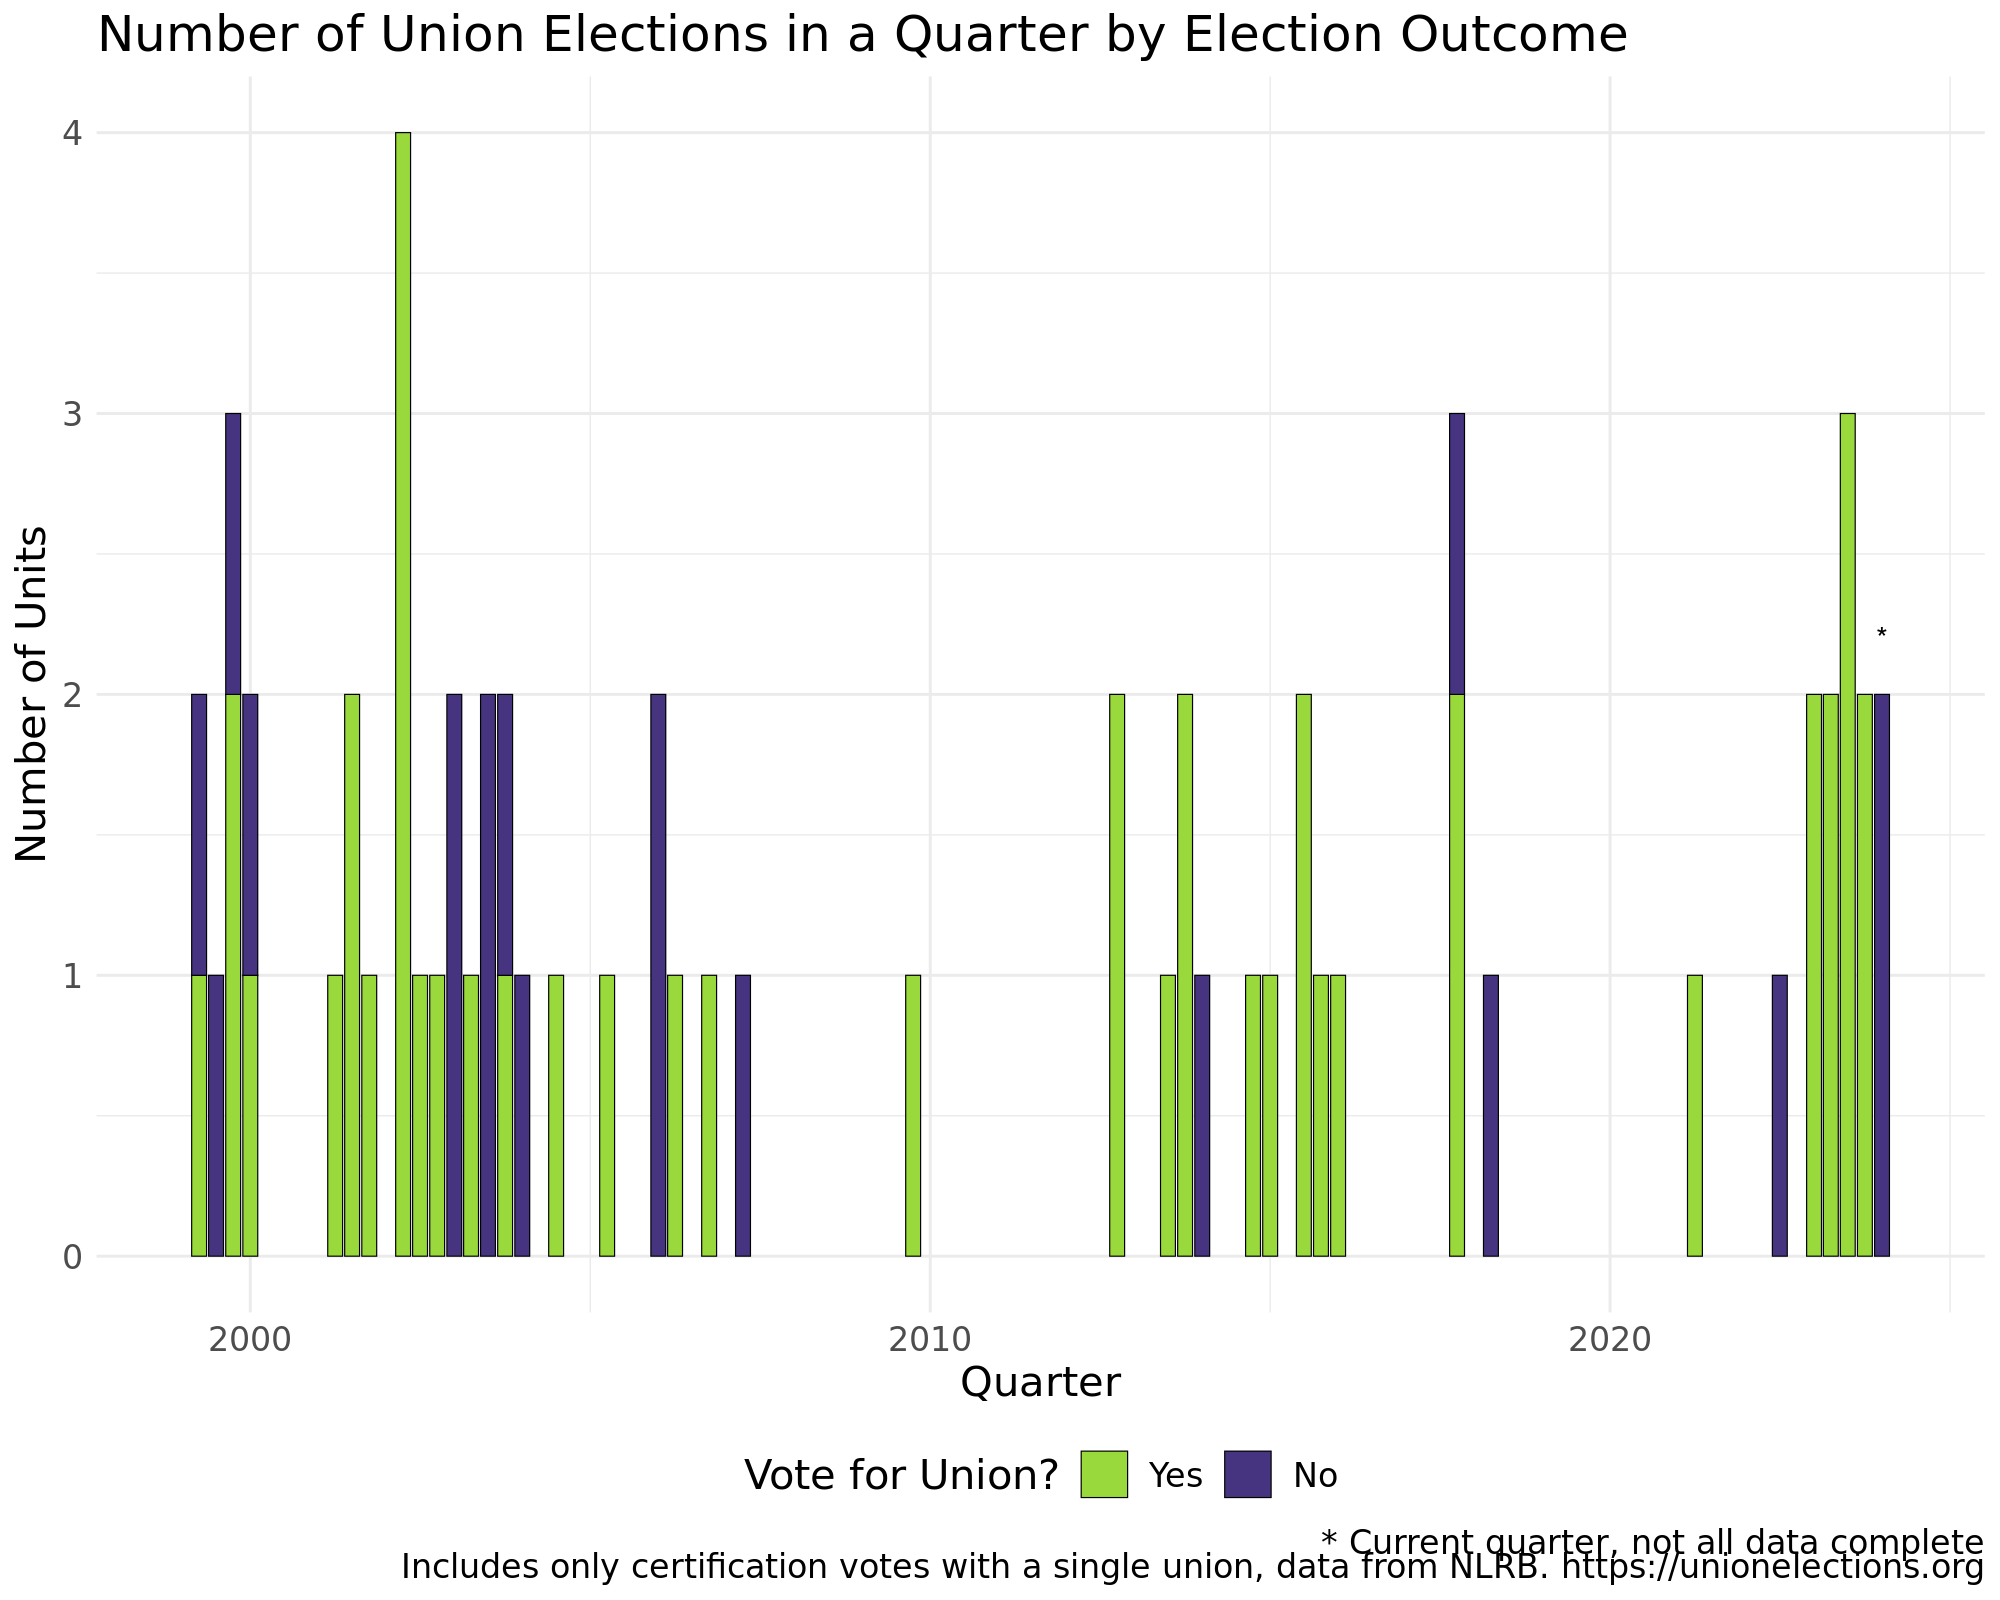 Number of Union Elections in a Quarter by Election Outcome
Number of Units
4
3
2
*
1
0
2000 2010 2020
Quarter
Vote for Union? Yes No
* Current quarter, not all data complete
Includes only certification votes with a single union, data from NLRB. https://unionelections.org